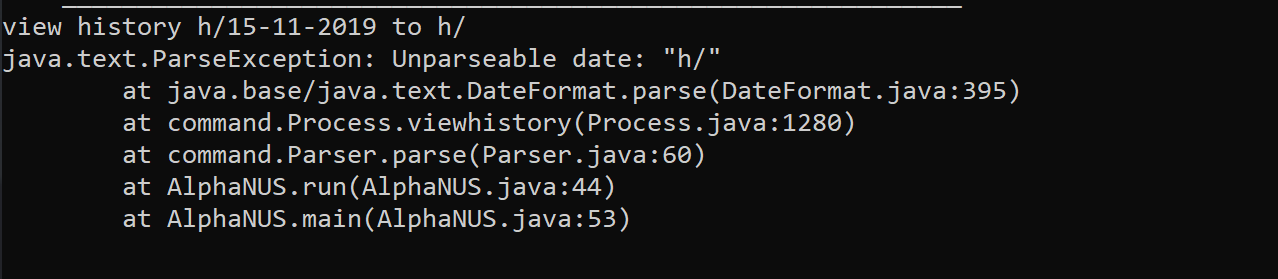 view history h/15-11-2019 to h/
java.text.ParseException: Unparseable date: "h/"
        at java.base/java.text.DateFormat.parse(DateFormat.java:395)
        at command.Process.viewhistory(Process.java:1280)
        at command.Parser.parse(Parser.java:60)
        at AlphaNUS.run(AlphaNUS.java:44)
        at AlphaNUS.main(AlphaNUS.java:53)